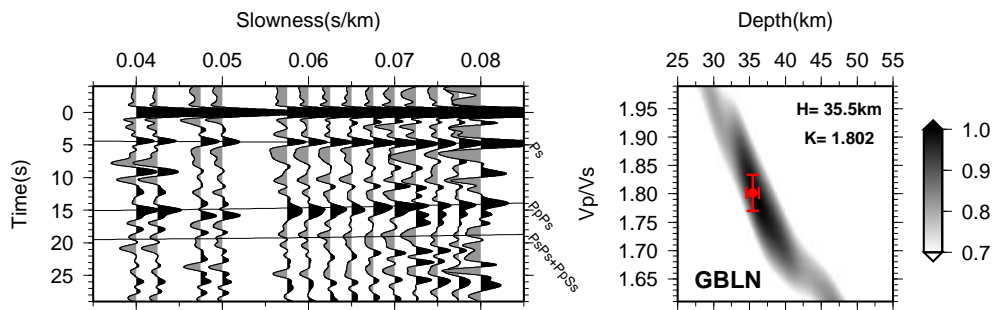 Slowness(s/km)
0.04 0.05 0.06 0.07 0.08
Time(s)
0
5
10
15
20
25
Ps
PpPs
PsPs+PpSs
Depth(km)
25 30 35 40 45 50 55
Vp/Vs
1.95
1.90
1.85
1.80
1.75
1.70
1.65
H= 35.5km
K= 1.802
GBLN
1.0
0.9
0.8
0.7